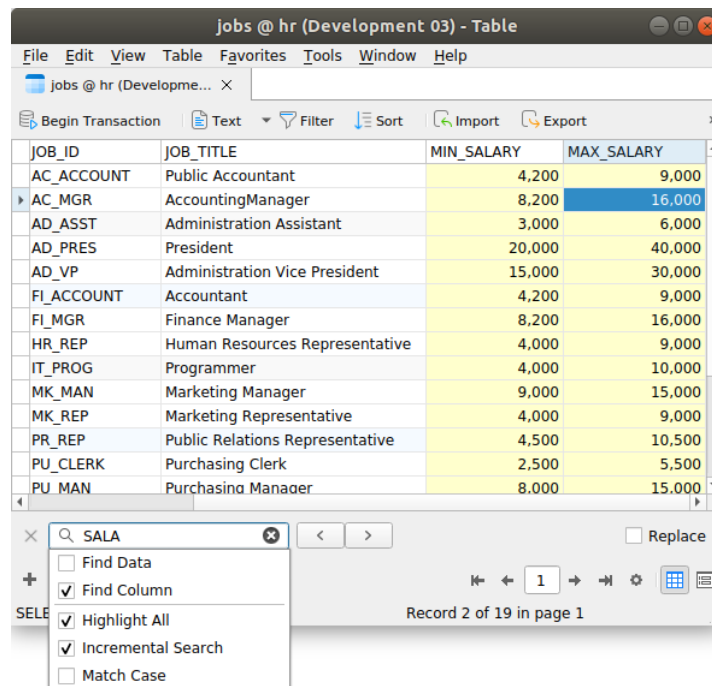 jobs @ hr (Development 03) - Table
File Edit View Table Favorites Tools Window Help
jobs @ hr (Developme...
Begin Transaction Text Filter Sort Import Export
JOB_ID JOB_TITLE MIN_SALARY MAX_SALARY
AC_ACCOUNT Public Accountant 4,200 9,000
AC_MGR AccountingManager 8,200 16,000
AD_ASST Administration Assistant 3,000 6,000
AD_PRES President 20,000 40,000
AD_VP Administration Vice President 15,000 30,000
FI_ACCOUNT Accountant 4,200 9,000
FI_MGR Finance Manager 8,200 16,000
HR_REP Human Resources Representative 4,000 9,000
IT_PROG Programmer 4,000 10,000
MK_MAN Marketing Manager 9,000 15,000
MK_REP Marketing Representative 4,000 9,000
PR_REP Public Relations Representative 4,500 10,500
PU_CLERK Purchasing Clerk 2,500 5,500
PU_MAN Purchasing Manager 8,000 15,000
SALA Replace
Find Data
Find Column 1
SELE Record 2 of 19 in page 1
Highlight All
Incremental Search
Match Case